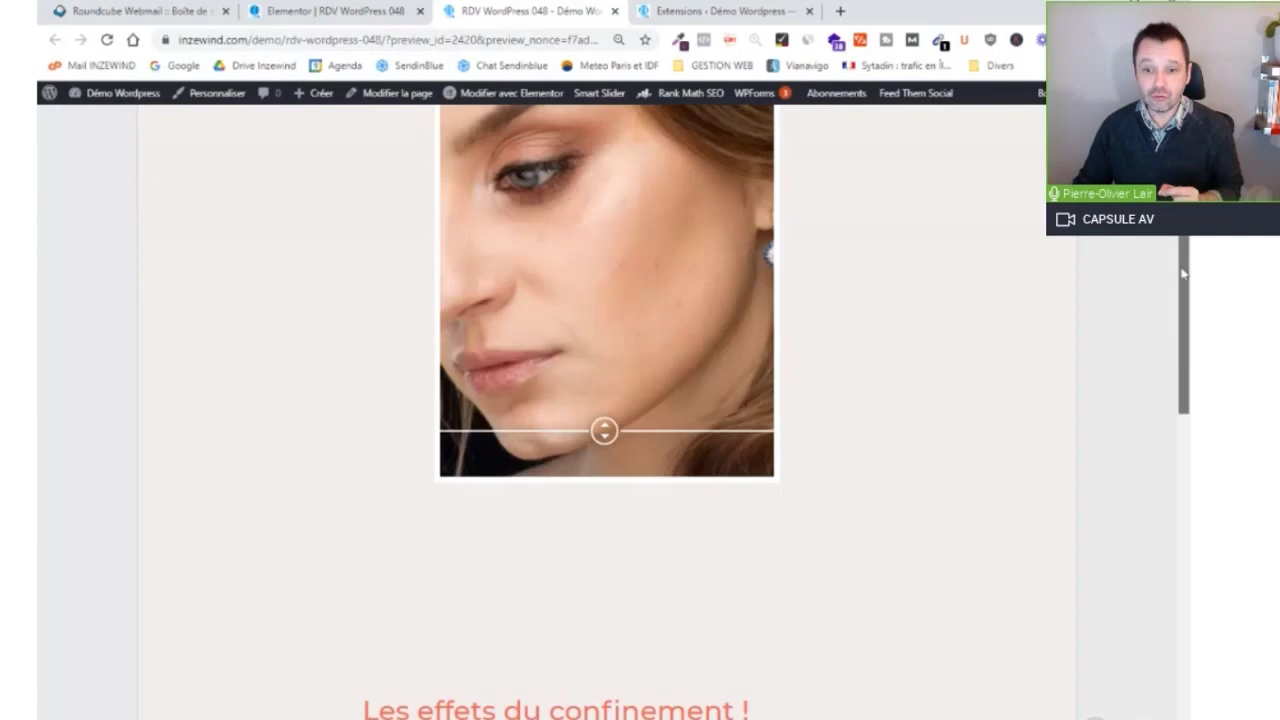 Roundcube Webmail :: Boîte de
Elementor | RDV WordPress 048
RDV WordPress 048 - Démo Wo
Extensions ‹ Démo Wordpress —
inzewind.com/demo/rdv-wordpress-048/?preview_id=2420&preview_nonce=f7ad...
Mail INZEWIND
Google
Drive Inzewind
Agenda
SendinBlue
Chat Sendinblue
Meteo Paris et IDF
GESTION WEB
Vianavigo
Sytadin : trafic en Î...
Divers
Démo Wordpress
Personnaliser
0
Créer
Modifier la page
Modifier avec Elementor
Smart Slider
Rank Math SEO
WPForms 3
Abonnements
Feed Them Social
Pierre-Olivier Lair
CAPSULE AV
Les effets du confinement !